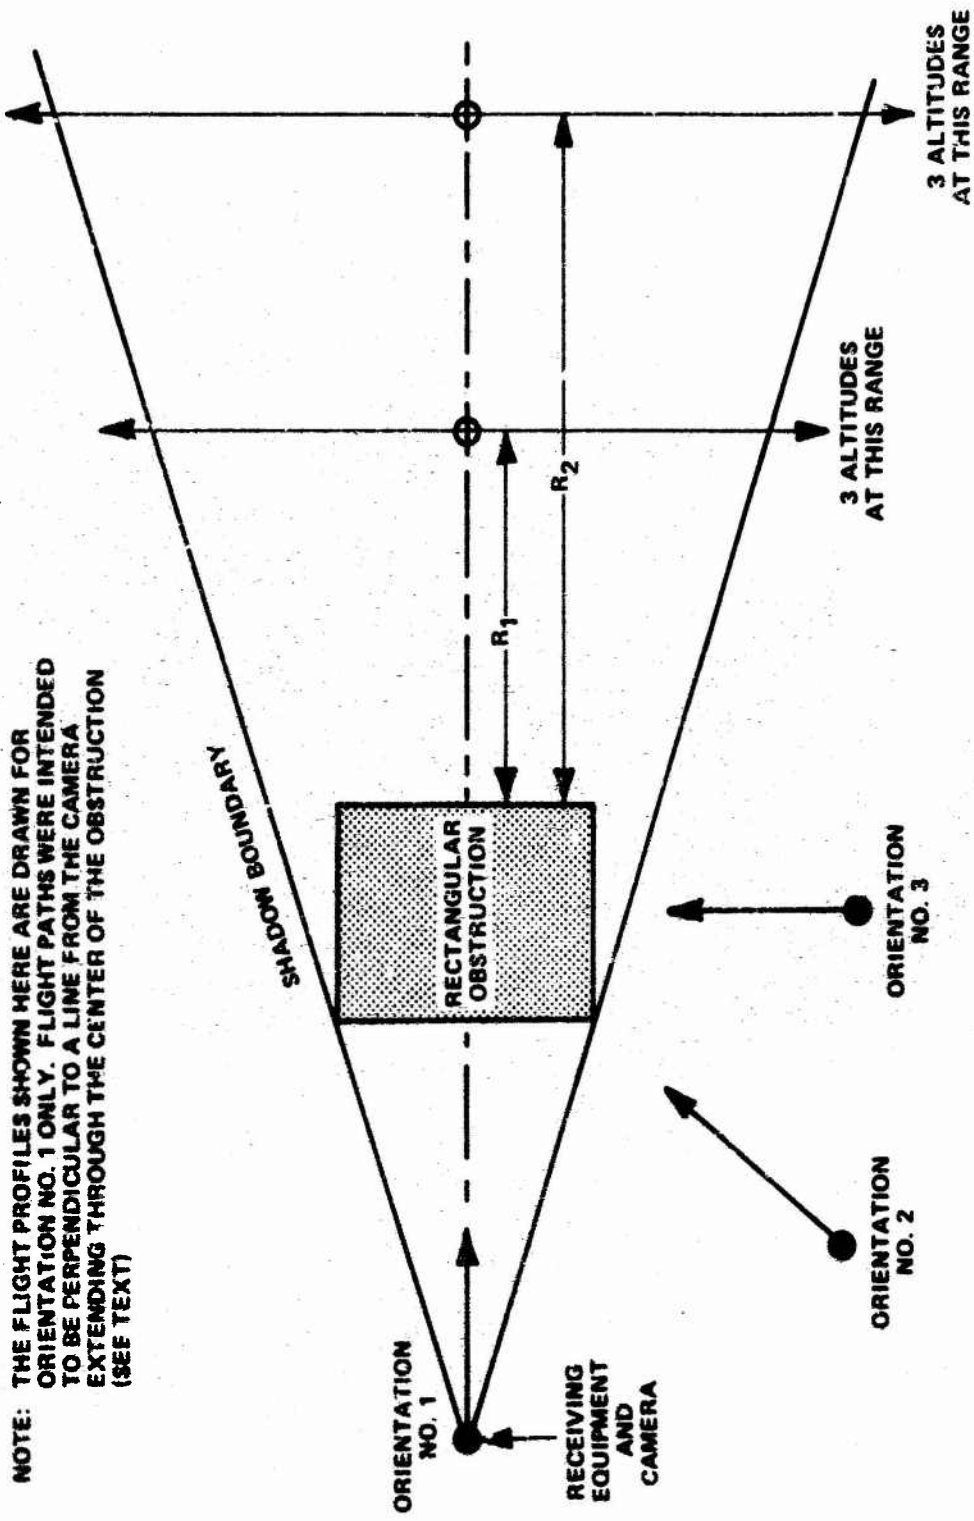 NOTE: THE FLIGHT PROFILES SHOWN HERE ARE DRAWN FOR
ORIENTATION NO. 1 ONLY. FLIGHT PATHS WERE INTENDED
TO BE PERPENDICULAR TO A LINE FROM THE CAMERA
EXTENDING THROUGH THE CENTER OF THE OBSTRUCTION
(SEE TEXT)
SHADOW BOUNDARY
ORIENTATION
NO. 1
RECEIVING
EQUIPMENT
AND
CAMERA
RECTANGULAR
OBSTRUCTION
R1
R2
3 ALTITUDES
AT THIS RANGE
3 ALTITUDES
AT THIS RANGE
ORIENTATION
NO. 2
ORIENTATION
NO. 3